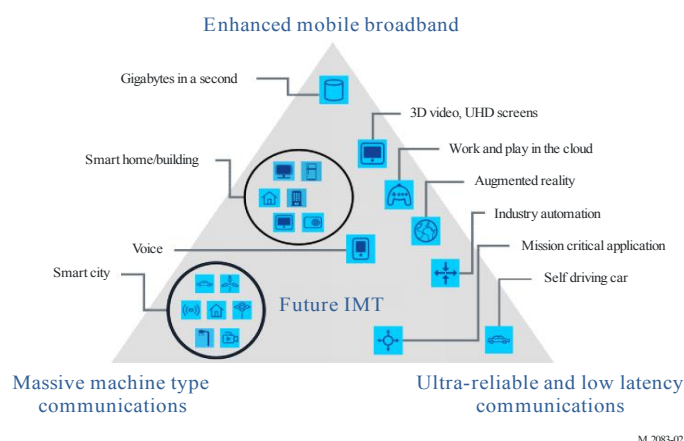 Enhanced mobile broadband
Gigabytes in a second
3D video, UHD screens
Work and play in the cloud
Smart home/building
Augmented reality
Industry automation
Mission critical application
Voice
Smart city
Self driving car
Future IMT
Massive machine type
communications
Ultra-reliable and low latency
communications
M.2083-02